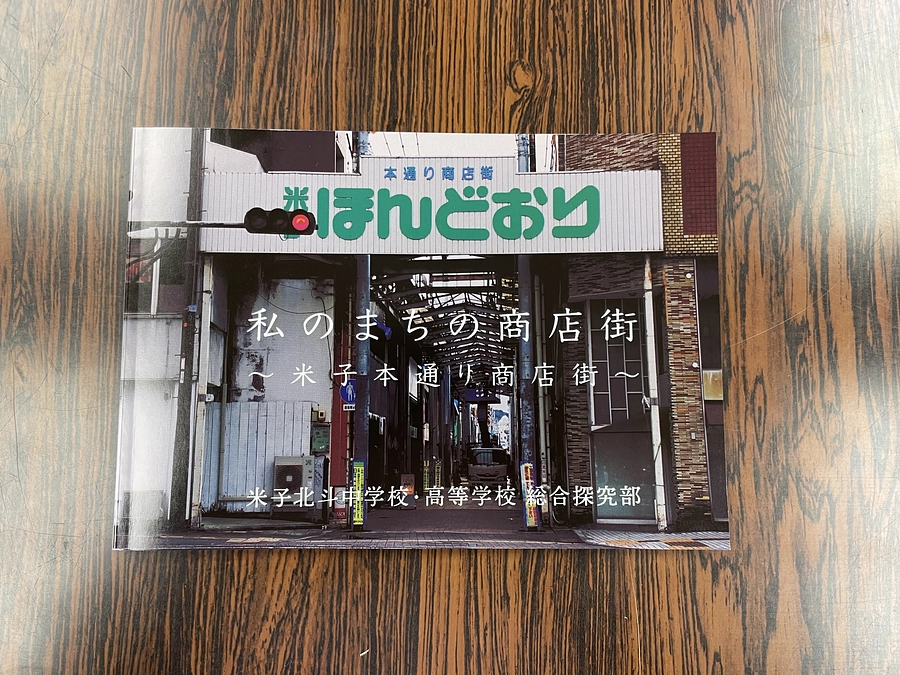 本通り商店街
米 ほんどおり
私のまちの商店街
～米子本通り商店街～
米子北斗中学校・高等学校 総合探究部